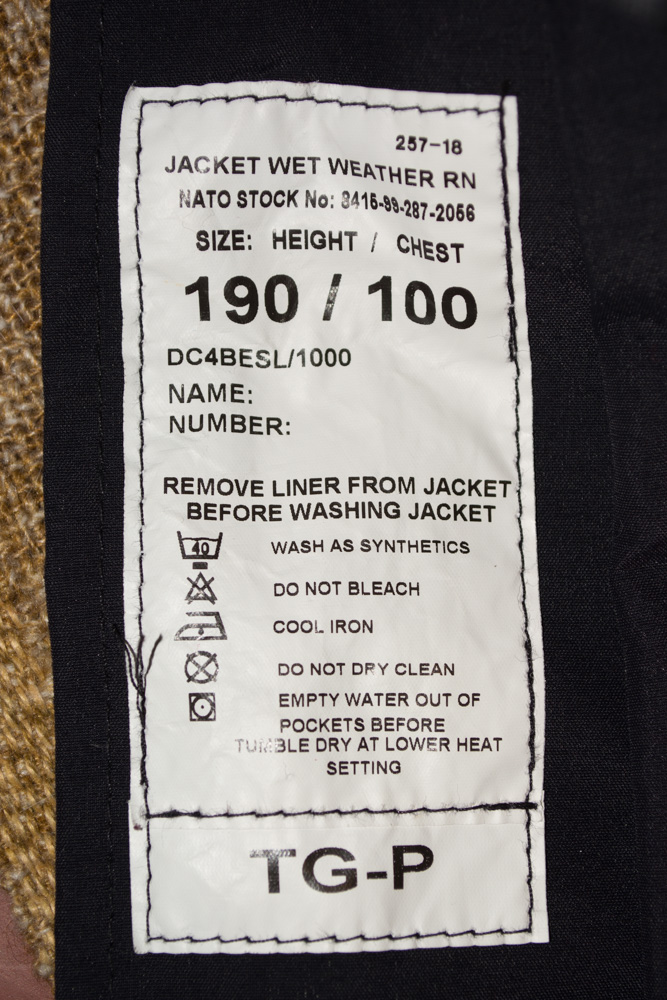 257-18
JACKET WET WEATHER RN
NATO STOCK No: 8415-99-287-2056
SIZE: HEIGHT / CHEST
190 / 100
DC4BESL/1000
NAME:
NUMBER:
REMOVE LINER FROM JACKET
BEFORE WASHING JACKET
40 WASH AS SYNTHETICS
DO NOT BLEACH
COOL IRON
DO NOT DRY CLEAN
EMPTY WATER OUT OF
POCKETS BEFORE
TUMBLE DRY AT LOWER HEAT
SETTING
TG-P